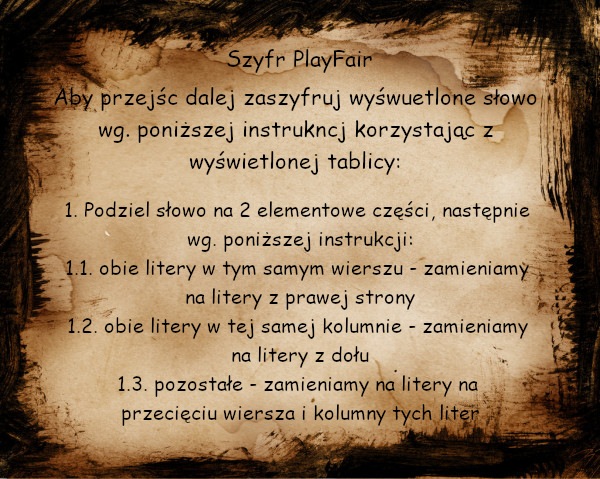 Szyfr PlayFair
Aby przejśc dalej zaszyfruj wyświuetlone słowo
wg. poniższej instrukncj korzystając z
wyświetlonej tablicy:
1. Podziel słowo na 2 elementowe części, następnie
wg. poniższej instrukcji:
1.1. obie litery w tym samym wierszu - zamieniamy
na litery z prawej strony
1.2. obie litery w tej samej kolumnie - zamieniamy
na litery z dołu
1.3. pozostałe - zamieniamy na litery na
przecięciu wiersza i kolumny tych liter